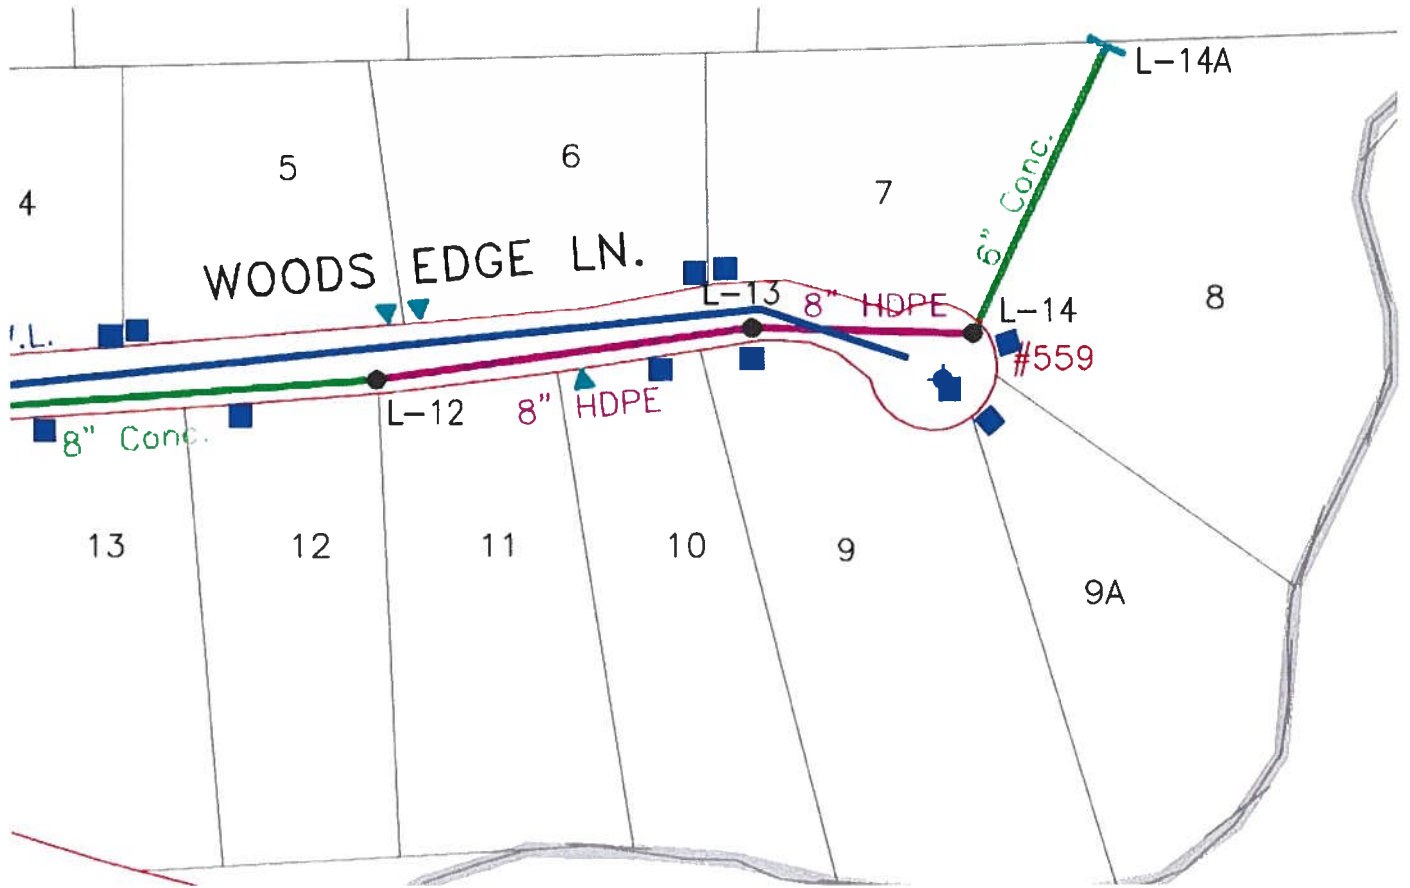 L-14A
6" Conc.
4
5
6
7
8
WOODS EDGE LN.
L-13
8" HDPE
L-14
#559
L-12
8" HDPE
8" Conc.
13
12
11
10
9
9A